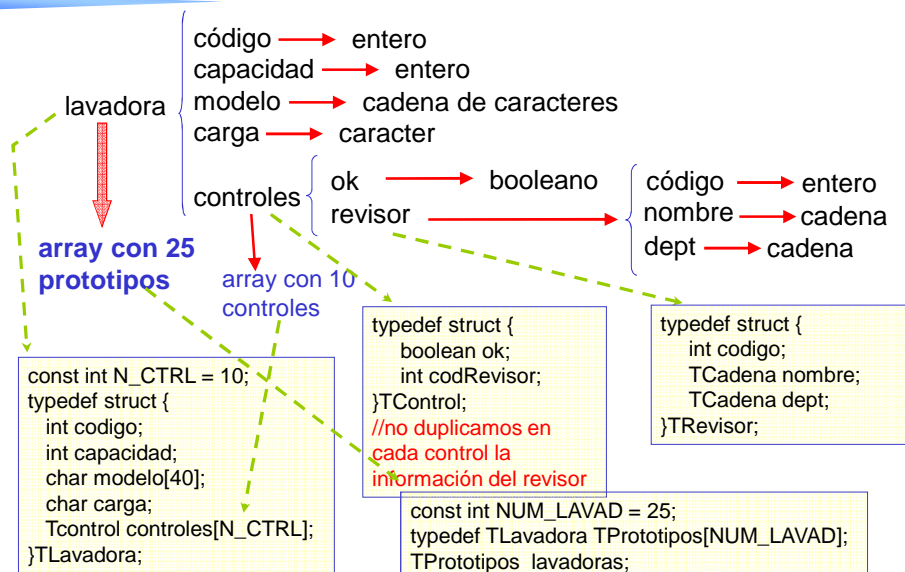 código entero
capacidad entero
modelo cadena de caracteres
carga caracter
lavadora
controles
ok booleano
revisor
código entero
nombre cadena
dept cadena
array con 25
prototipos
array con 10
controles
const int N_CTRL = 10;
typedef struct {
int codigo;
int capacidad;
char modelo[40];
char carga;
Tcontrol controles[N_CTRL];
}TLavadora;
typedef struct {
boolean ok;
int codRevisor;
}TControl;
//no duplicamos en
cada control la
información del revisor
typedef struct {
int codigo;
TCadena nombre;
TCadena dept;
}TRevisor;
const int NUM_LAVAD = 25;
typedef TLavadora TPrototipos[NUM_LAVAD];
TPrototipos lavadoras;